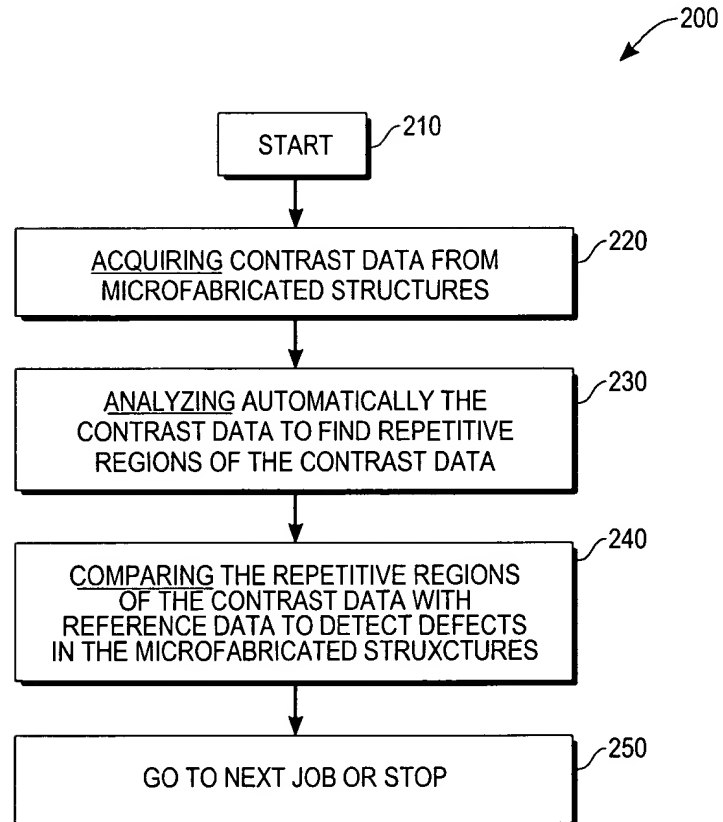 200
START
210
ACQUIRING CONTRAST DATA FROM
MICROFABRICATED STRUCTURES
220
ANALYZING AUTOMATICALLY THE
CONTRAST DATA TO FIND REPETITIVE
REGIONS OF THE CONTRAST DATA
230
COMPARING THE REPETITIVE REGIONS
OF THE CONTRAST DATA WITH
REFERENCE DATA TO DETECT DEFECTS
IN THE MICROFABRICATED STRUXCTURES
240
GO TO NEXT JOB OR STOP
250